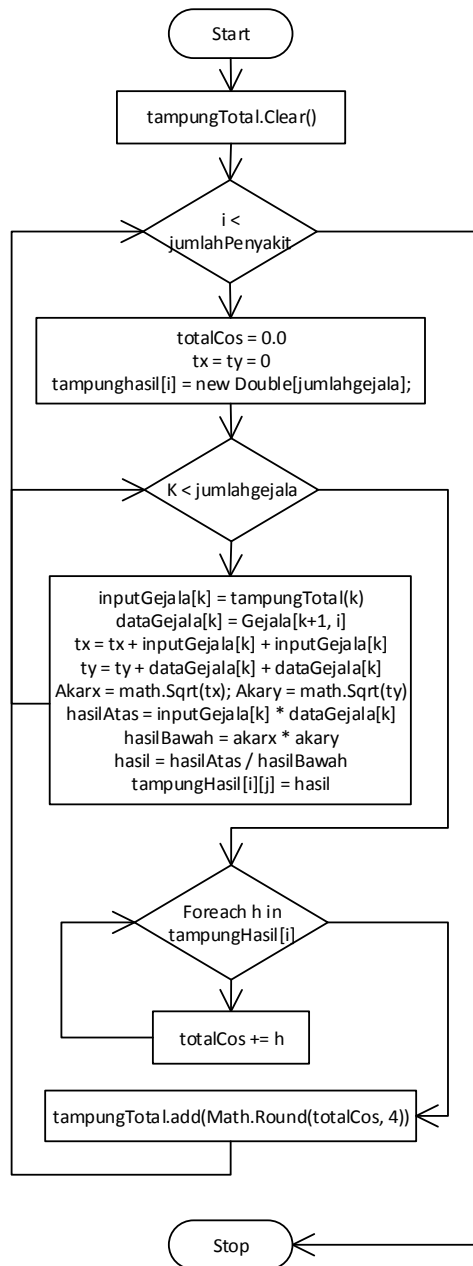 Start
tampungTotal.Clear()
i <
jumlahPenyakit
totalCos = 0.0
tx = ty = 0
tampunghasil[i] = new Double[jumlahgejala];
K < jumlahgejala
inputGejala[k] = tampungTotal(k)
dataGejala[k] = Gejala[k+1, i]
tx = tx + inputGejala[k] + inputGejala[k]
ty = ty + dataGejala[k] + dataGejala[k]
Akarx = math.Sqrt(tx); Akary = math.Sqrt(ty)
hasilAtas = inputGejala[k] * dataGejala[k]
hasilBawah = akarx * akary
hasil = hasilAtas / hasilBawah
tampungHasil[i][j] = hasil
Foreach h in
tampungHasil[i]
totalCos += h
tampungTotal.add(Math.Round(totalCos, 4))
Stop